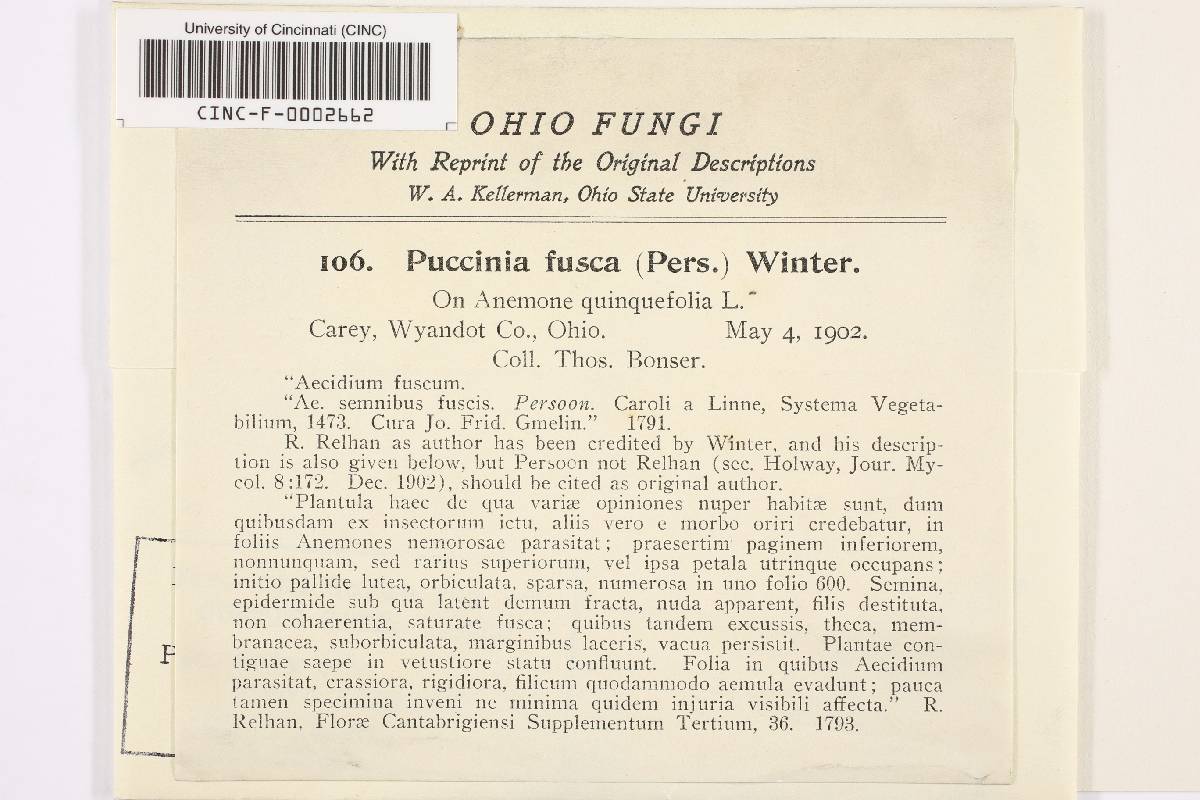 University of Cincinnati (CINC)
CINC-F-0002662
OHIO FUNGI
With Reprint of the Original Descriptions
W. A. Kellerman, Ohio State University
106. Puccinia fusca (Pers.) Winter.
On Anemone quinquefolia L.
Carey, Wyandot Co., Ohio. May 4, 1902.
Coll. Thos. Bonser.
“Aecidium fuscum.
“Ae. semnibus fuscis. Persoon. Caroli a Linne, Systema Vegeta-
bilium, 1473. Cura Jo. Frid. Gmelin.” 1791.
R. Relhan as author has been credited by Winter, and his descrip-
tion is also given below, but Persoon not Relhan (see. Holway, Jour. My-
col. 8:172. Dec. 1902), should be cited as original author.
“Plantula haec de qua variæ opiniones nuper habitæ sunt, dum
quibusdam ex insectorum ictu, aliis vero e morbo oriri credebatur, in
foliis Anemones nemorosae parasitat; praesertim paginem inferiorem,
nonnunquam, sed rarius superiorum, vel ipsa petala utrinque occupans;
initio pallide lutea, orbiculata, sparsa, numerosa in uno folio 600. Semina,
epidermide sub qua latent demum fracta, nuda apparent, filis destituta,
non cohaerentia, saturate fusca; quibus tandem excussis, theca, mem-
branacea, suborbiculata, marginibus laceris, vacua persistit. Plantae con-
tiguae saepe in vetustiore statu confluunt. Folia in quibus Aecidium
parasitat, crassiora, rigidiora, filicum quodammodo aemula evadunt; pauca
tamen specimina inveni ne minima quidem injuria visibili affecta.” R.
Relhan, Floræ Cantabrigiensi Supplementum Tertium, 36. 1793.